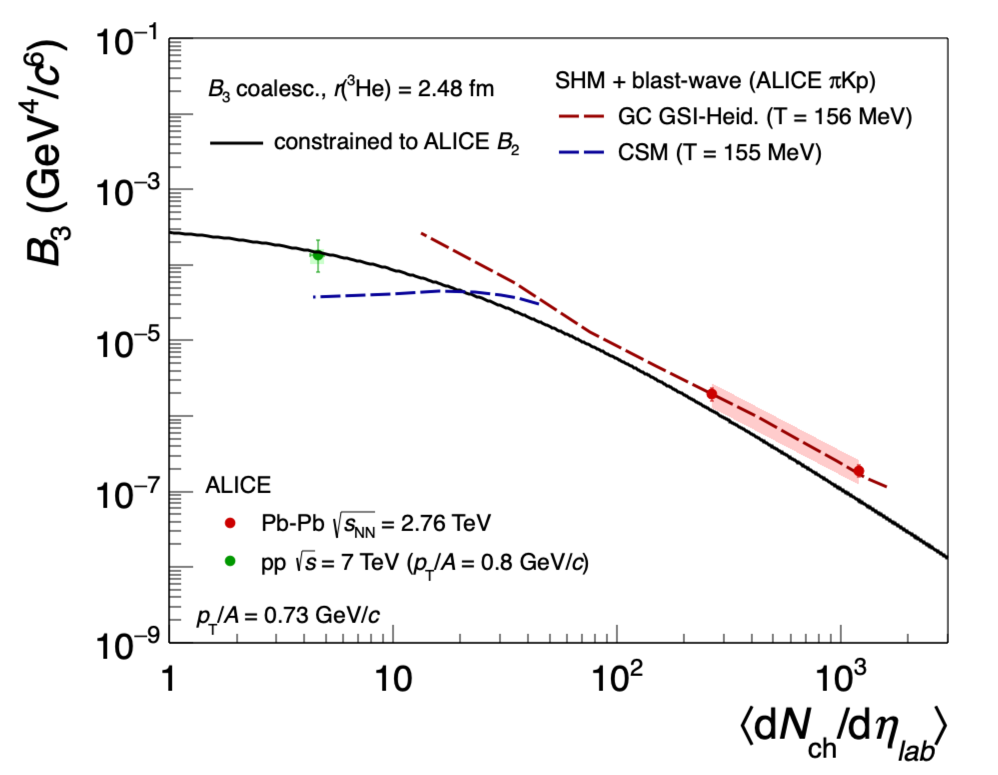 B₃ (GeV⁴/c⁶)
10⁻¹
10⁻³
10⁻⁵
10⁻⁷
10⁻⁹
B₃ coalesc., r(³He) = 2.48 fm
constrained to ALICE B₂
SHM + blast-wave (ALICE πKp)
GC GSI-Heid. (T = 156 MeV)
CSM (T = 155 MeV)
ALICE
Pb-Pb √sNN = 2.76 TeV
pp √s = 7 TeV (pT/A = 0.8 GeV/c)
pT/A = 0.73 GeV/c
1 10 10² 10³
⟨dNch/dηlab⟩